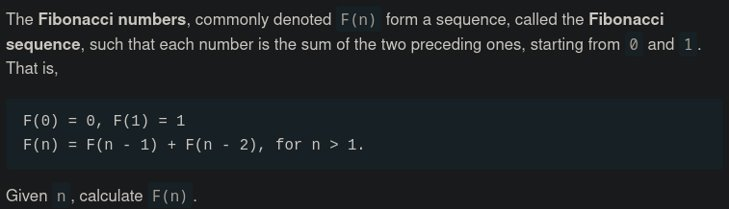 The Fibonacci numbers, commonly denoted F(n) form a sequence, called the Fibonacci
sequence, such that each number is the sum of the two preceding ones, starting from 0 and 1.
That is,
F(0) = 0, F(1) = 1
F(n) = F(n - 1) + F(n - 2), for n > 1.
Given n, calculate F(n).